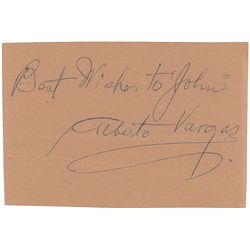 Best Wishes to "John"
Alberto Vargas